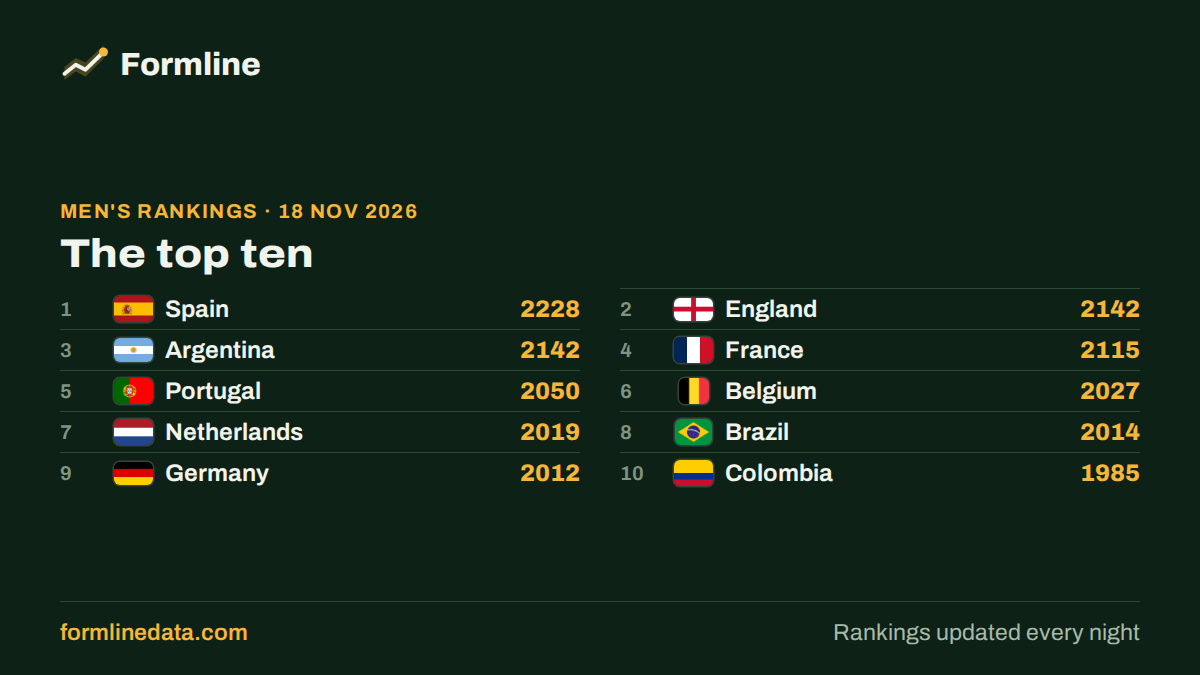 Formline
MEN'S RANKINGS · 18 NOV 2026
The top ten
1 Spain 2228
2 England 2142
3 Argentina 2142
4 France 2115
5 Portugal 2050
6 Belgium 2027
7 Netherlands 2019
8 Brazil 2014
9 Germany 2012
10 Colombia 1985
formlinedata.com
Rankings updated every night